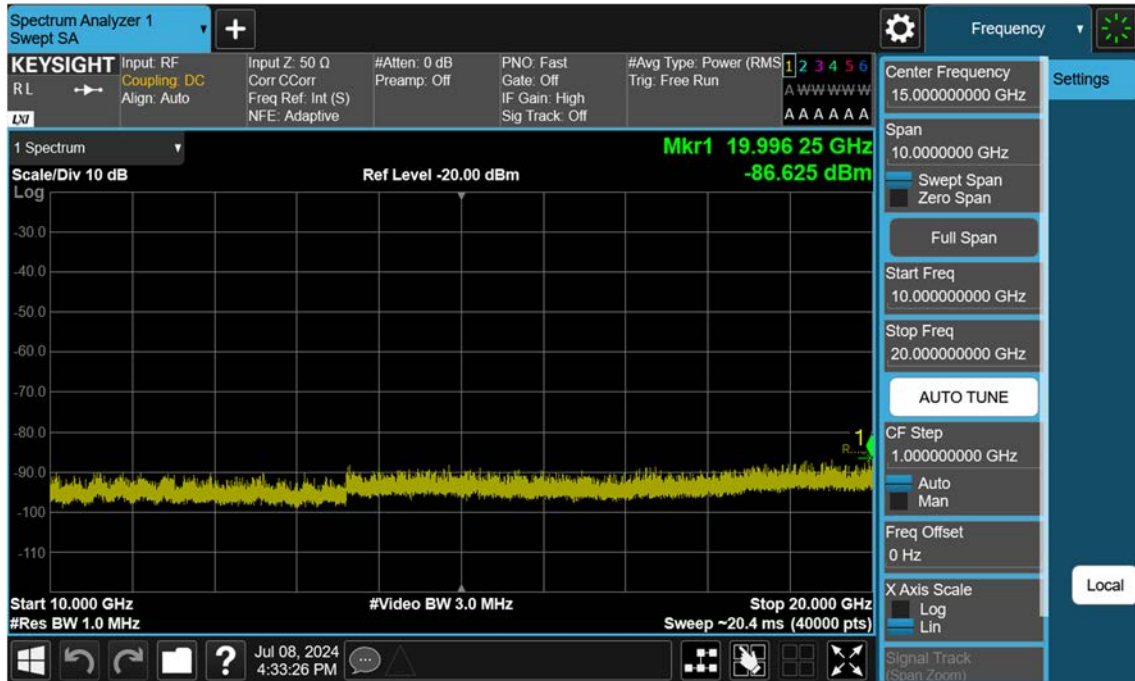 Spectrum Analyzer 1
Swept SA
+
Frequency
KEYSIGHT
R L
LXI
Input: RF
Coupling: DC
Align: Auto
Input Z: 50 Ω
Corr CCorr
Freq Ref: Int (S)
NFE: Adaptive
#Atten: 0 dB
Preamp: Off
PNO: Fast
Gate: Off
IF Gain: High
Sig Track: Off
#Avg Type: Power (RMS
Trig: Free Run
1 2 3 4 5 6
A W W W W W
A A A A A A
1 Spectrum
Mkr1 19.996 25 GHz
Scale/Div 10 dB
Ref Level -20.00 dBm
-86.625 dBm
Log
-30.0
-40.0
-50.0
-60.0
-70.0
-80.0
-90.0
-100
-110
1
Start 10.000 GHz
#Video BW 3.0 MHz
Stop 20.000 GHz
#Res BW 1.0 MHz
Sweep ~20.4 ms (40000 pts)
?
Jul 08, 2024
4:33:26 PM
Center Frequency
15.000000000 GHz
Span
10.0000000 GHz
Swept Span
Zero Span
Full Span
Start Freq
10.000000000 GHz
Stop Freq
20.000000000 GHz
AUTO TUNE
CF Step
1.000000000 GHz
Auto
Man
Freq Offset
0 Hz
X Axis Scale
Log
Lin
Signal Track
(Span Zoom)
Settings
Local